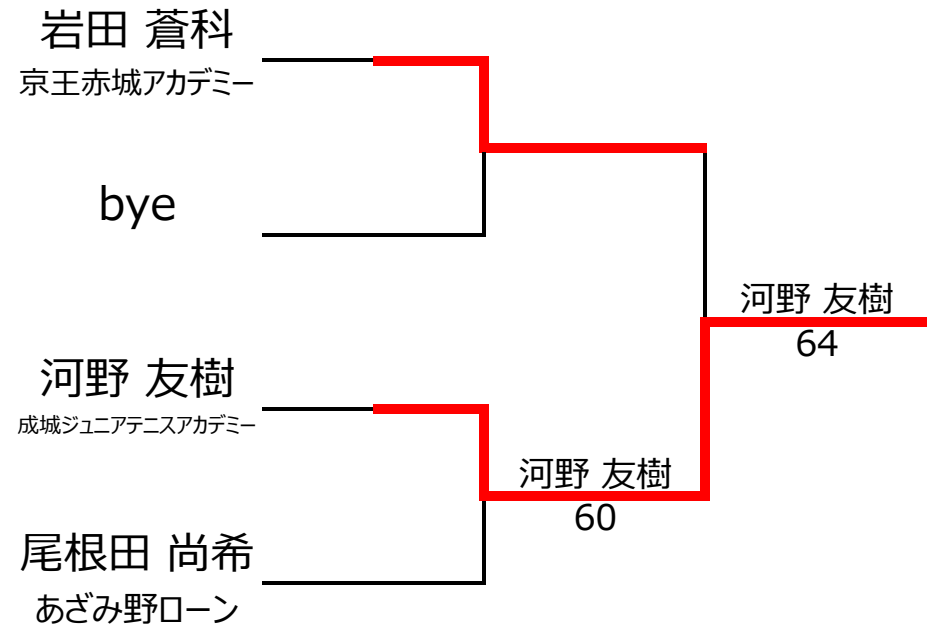 岩田 蒼科
京王赤城アカデミー
bye
河野 友樹
64
河野 友樹
成城ジュニアテニスアカデミー
河野 友樹
60
尾根田 尚希
あざみ野ローン